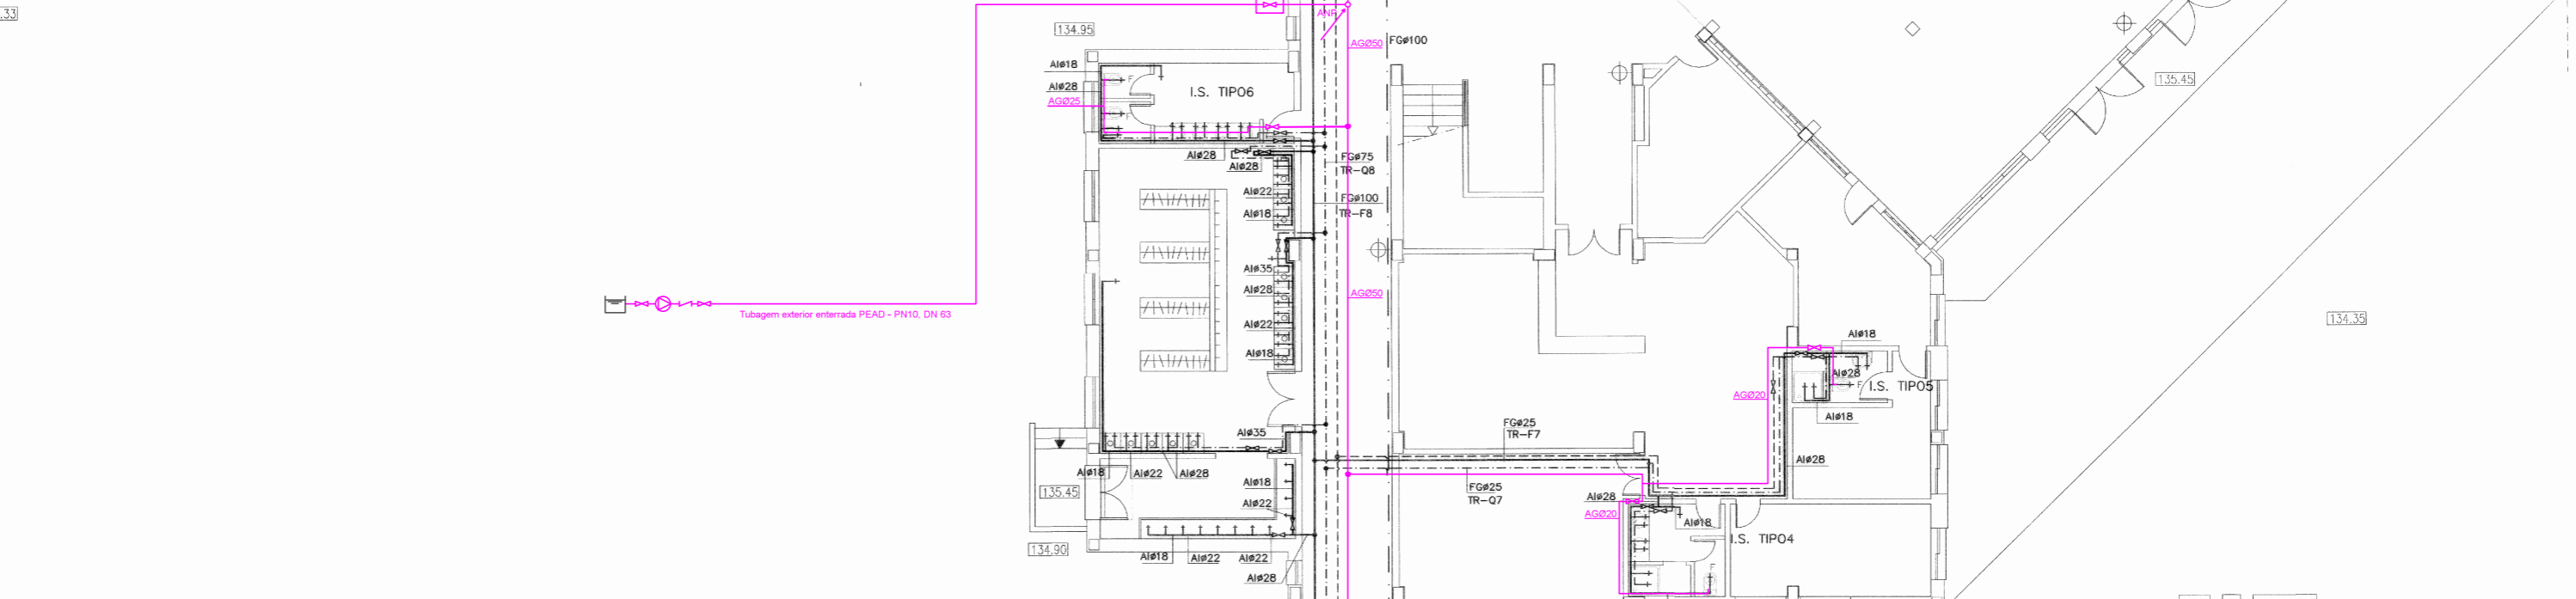 .33
134.95
ANF
AGØ50
FGø100
135.45
AIø18
AIø28
AGØ25
F
F
I.S. TIPO6
AIø28
AIø28
FGø75
TR-Q8
AIø22
FGø100
AIø18
TR-F8
AIø35
AIø28
AGØ50
Tubagem exterior enterrada PEAD - PN10, DN 63
134.35
AIø22
AIø18
AIø18
AIø28
F
I.S. TIPO5
AGØ20
AIø18
FGø25
TR-F7
AIø35
AIø28
AIø18
AIø22
AIø28
AIø18
FGø25
TR-Q7
135.45
AIø28
AIø22
AGØ20
AIø18
I.S. TIPO4
134.90
AIø18
AIø22
AIø22
F
AIø28